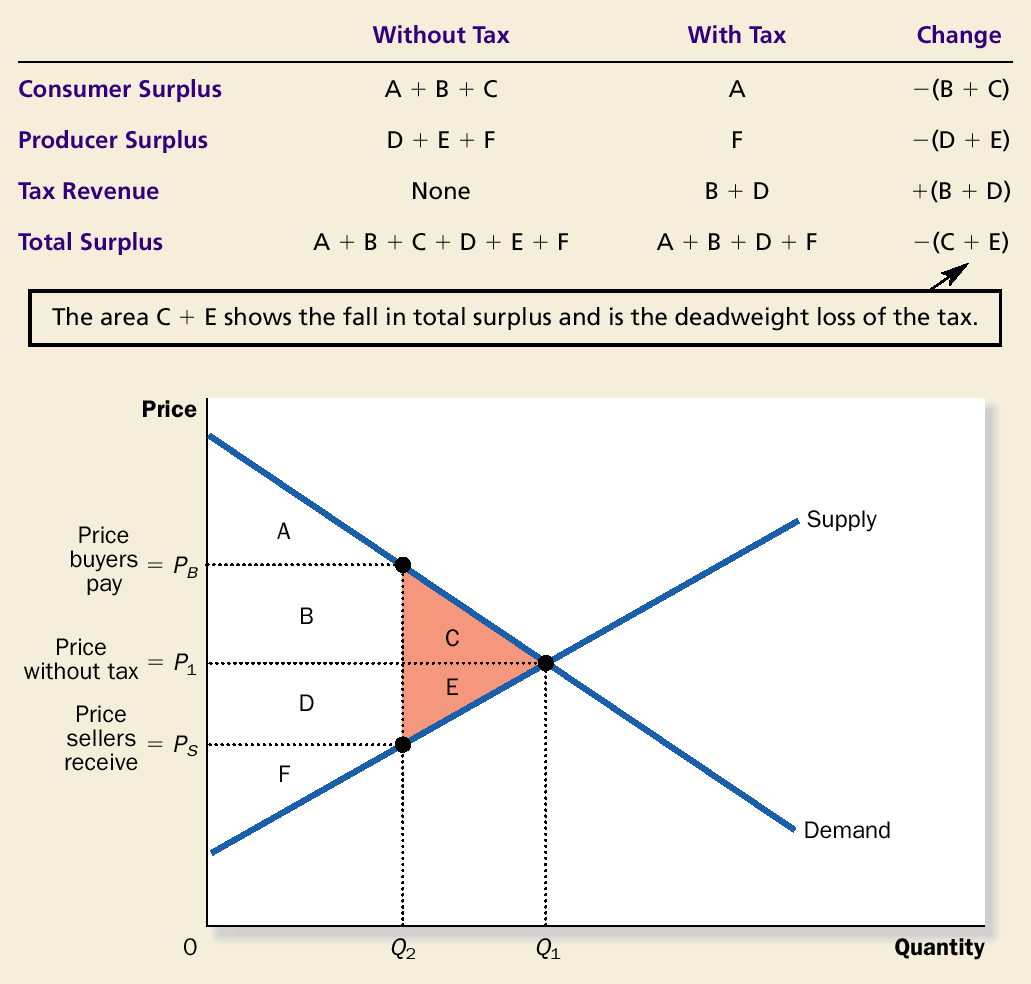 Without Tax With Tax Change
Consumer Surplus A + B + C A −(B + C)
Producer Surplus D + E + F F −(D + E)
Tax Revenue None B + D +(B + D)
Total Surplus A + B + C + D + E + F A + B + D + F −(C + E)
The area C + E shows the fall in total surplus and is the deadweight loss of the tax.
Price
Supply
A
Price
buyers = P_B
pay
B
C
Price
without tax = P_1
E
D
Price
sellers = P_S
receive
F
Demand
0 Q_2 Q_1 Quantity